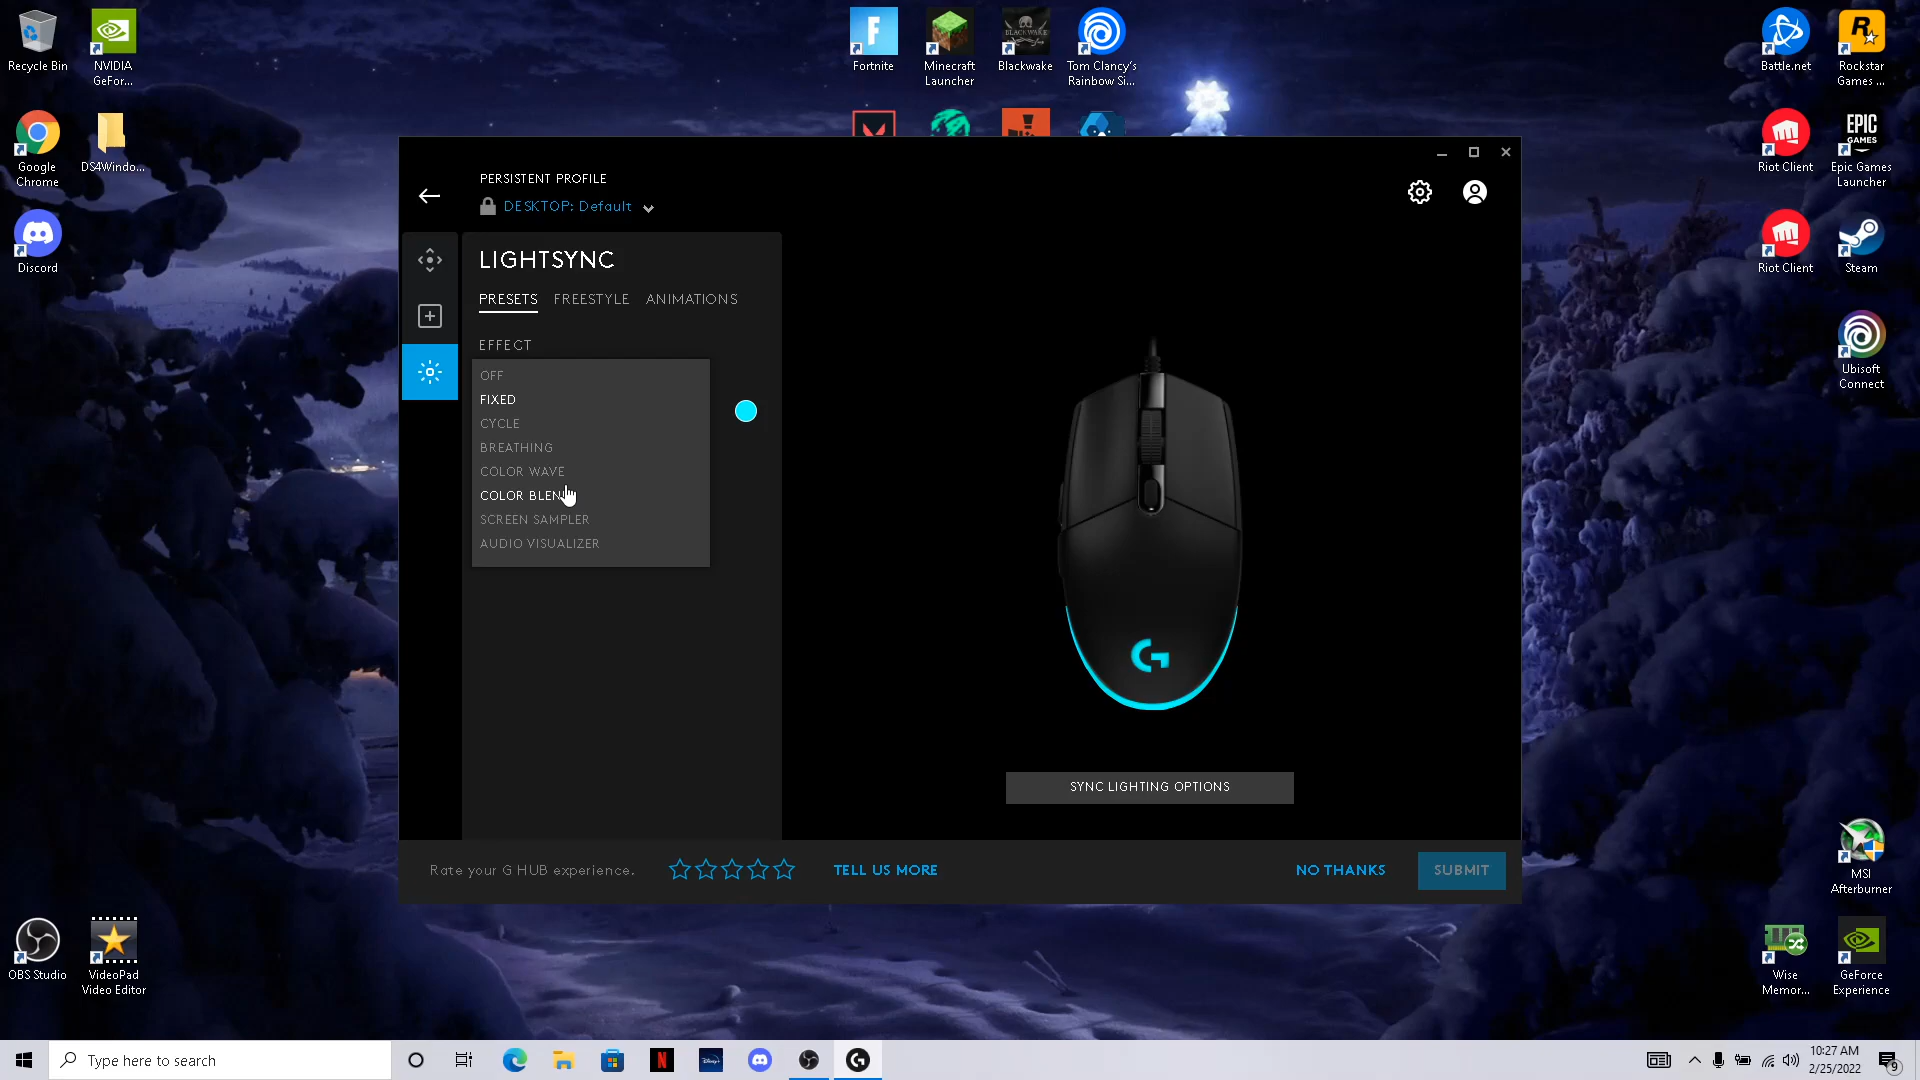 Recycle Bin
NVIDIA
GeFor...
Fortnite
Minecraft
Launcher
BLACKWAKE
Blackwake
Tom Clancy's
Rainbow Si...
Battle.net
Rockstar
Games ...
Google
Chrome
DS4Windo...
Riot Client
EPIC
GAMES
Epic Games
Launcher
Discord
Riot Client
Steam
Ubisoft
Connect
PERSISTENT PROFILE
DESKTOP: Default
LIGHTSYNC
PRESETS
FREESTYLE
ANIMATIONS
EFFECT
OFF
FIXED
CYCLE
BREATHING
COLOR WAVE
COLOR BLEND
SCREEN SAMPLER
AUDIO VISUALIZER
SYNC LIGHTING OPTIONS
Rate your G HUB experience.
TELL US MORE
NO THANKS
SUBMIT
MSI
Afterburner
OBS Studio
VideoPad
Video Editor
Wise
Memor...
GeForce
Experience
Type here to search
10:27 AM
2/25/2022
9